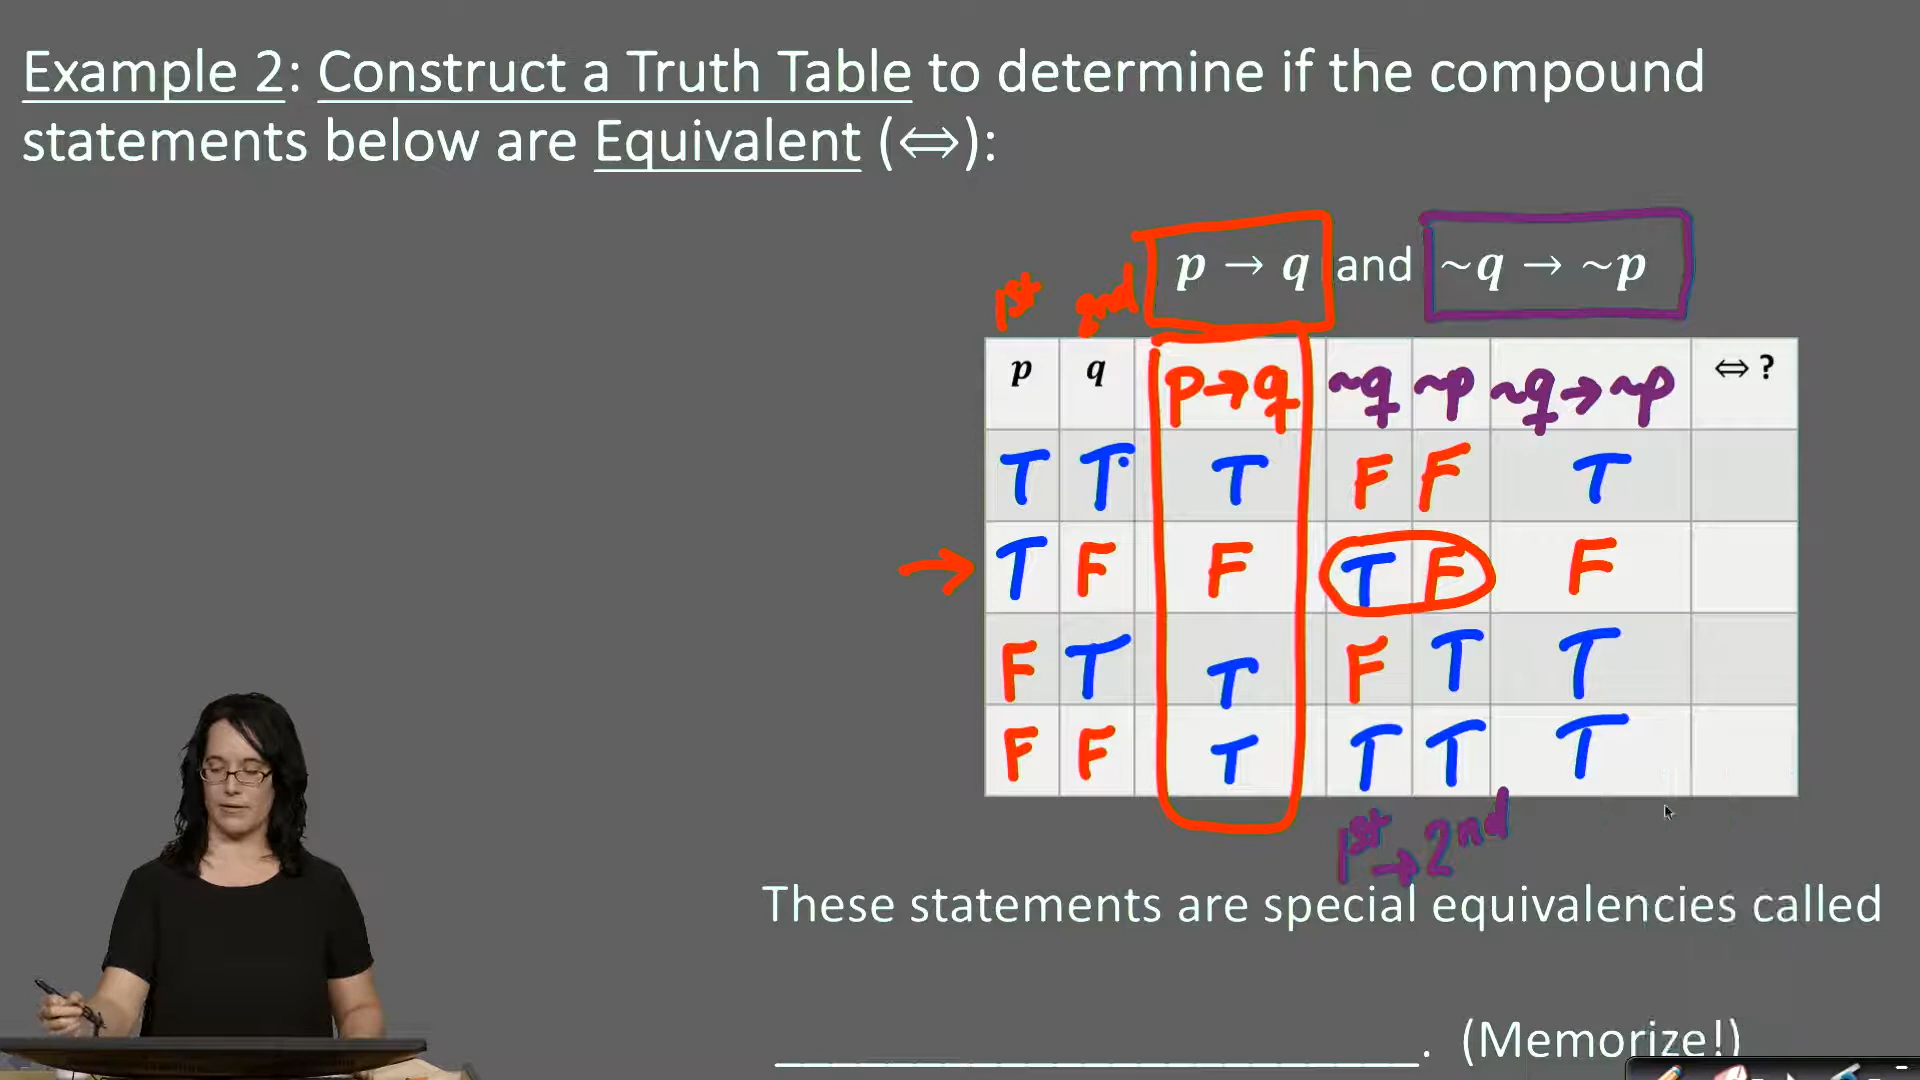 Example 2: Construct a Truth Table to determine if the compound
statements below are Equivalent (⟺):
p → q and ~q → ~p
1st 2nd
p q p→q ~q ~p ~q→~p ⟺ ?
T T T F F T
T F F T F F
F T T F T T
F F T T T T
1st → 2nd
These statements are special equivalencies called
. (Memorize!)